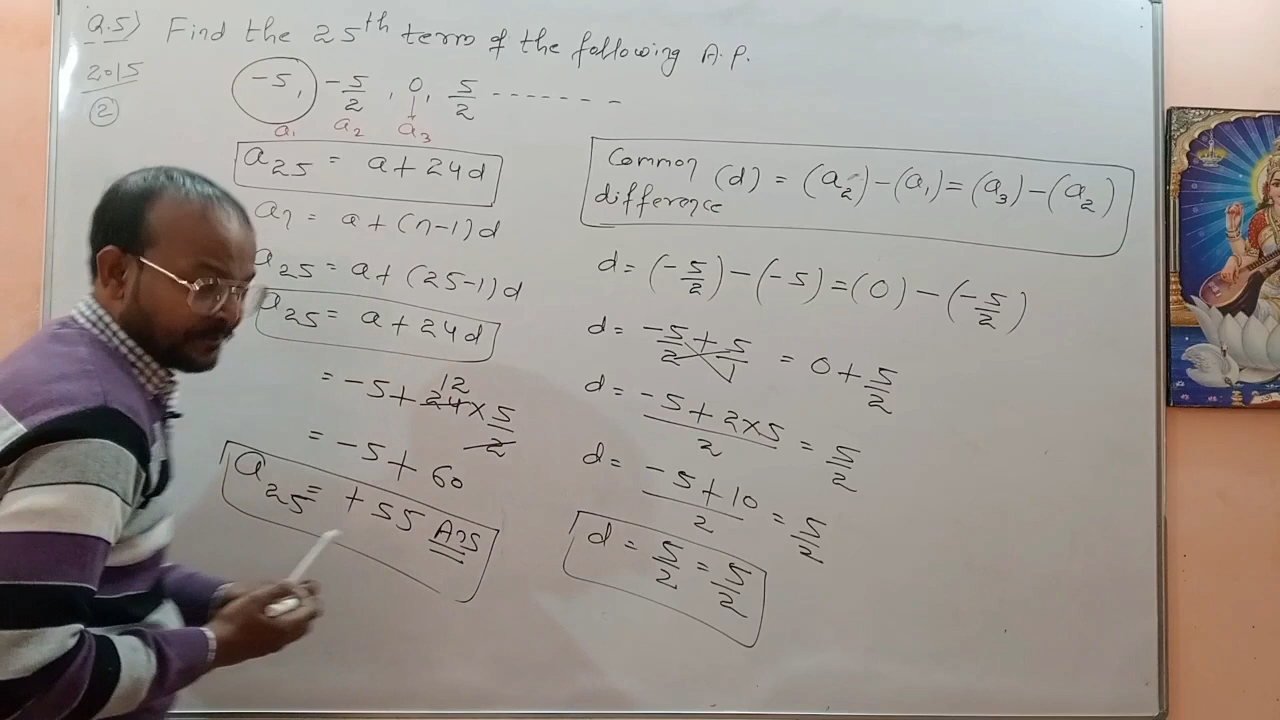 Q.5) Find the 25th term of the following A.P.
2015
2
-5, -5/2, 0, 5/2 -------
a1 a2 a3
a25 = a+24d
an = a+(n-1)d
a25 = a+(25-1)d
a25 = a+24d
= -5+24×5/2
12
= -5+60
a25 = +55 Ans
Common difference (d) = (a2)-(a1)=(a3)-(a2)
d= (-5/2)-(-5)=(0)-(-5/2)
d= -5/2+5/1 = 0+5/2
d= -5+2×5/2 = 5/2
d= -5+10/2 = 5/2
d = 5/2 = 5/2